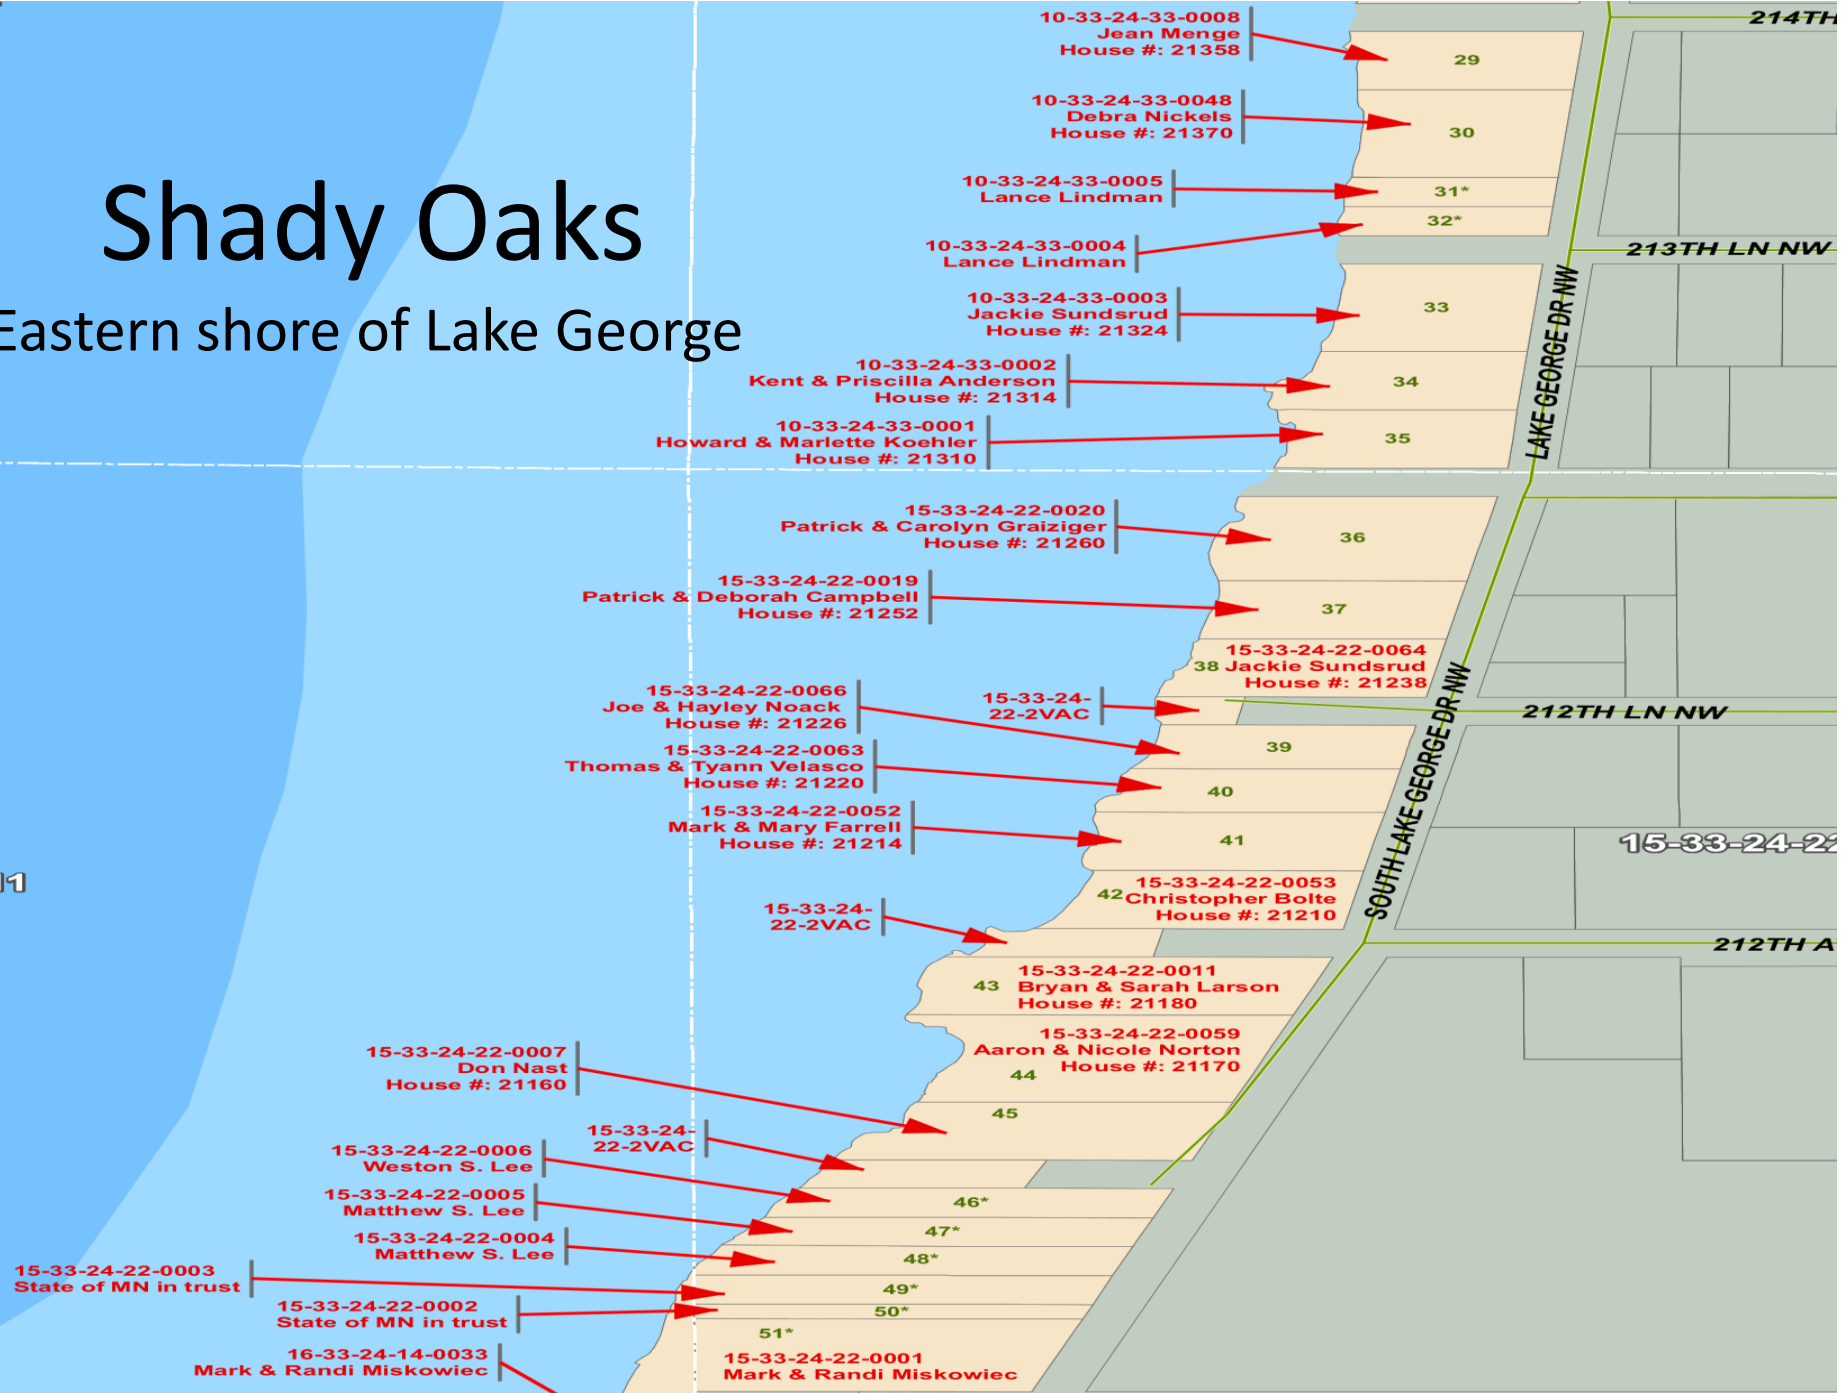 10-33-24-33-0008
Jean Menge
House #: 21358
29
214TH
10-33-24-33-0048
Debra Nickels
House #: 21370
30
Shady Oaks
Eastern shore of Lake George
10-33-24-33-0005
Lance Lindman
31*
10-33-24-33-0004
Lance Lindman
32*
213TH LN NW
LAKE GEORGE DR NW
10-33-24-33-0003
Jackie Sundsrud
House #: 21324
33
10-33-24-33-0002
Kent & Priscilla Anderson
House #: 21314
34
10-33-24-33-0001
Howard & Marlette Koehler
House #: 21310
35
15-33-24-22-0020
Patrick & Carolyn Graiziger
House #: 21260
36
15-33-24-22-0019
Patrick & Deborah Campbell
House #: 21252
37
38
15-33-24-22-0064
Jackie Sundsrud
House #: 21238
15-33-24-22-0066
Joe & Hayley Noack
House #: 21226
15-33-24-
22-2VAC
212TH LN NW
SOUTH LAKE GEORGE DR NW
39
15-33-24-22-0063
Thomas & Tyann Velasco
House #: 21220
40
15-33-24-22-0052
Mark & Mary Farrell
House #: 21214
41
15-33-24-22
11
42
15-33-24-22-0053
Christopher Bolte
House #: 21210
15-33-24-
22-2VAC
212TH A
43
15-33-24-22-0011
Bryan & Sarah Larson
House #: 21180
15-33-24-22-0059
Aaron & Nicole Norton
House #: 21170
44
15-33-24-22-0007
Don Nast
House #: 21160
45
15-33-24-
22-2VAC
15-33-24-22-0006
Weston S. Lee
46*
15-33-24-22-0005
Matthew S. Lee
47*
15-33-24-22-0004
Matthew S. Lee
48*
15-33-24-22-0003
State of MN in trust
49*
15-33-24-22-0002
State of MN in trust
50*
51*
15-33-24-22-0001
Mark & Randi Miskowiec
16-33-24-14-0033
Mark & Randi Miskowiec